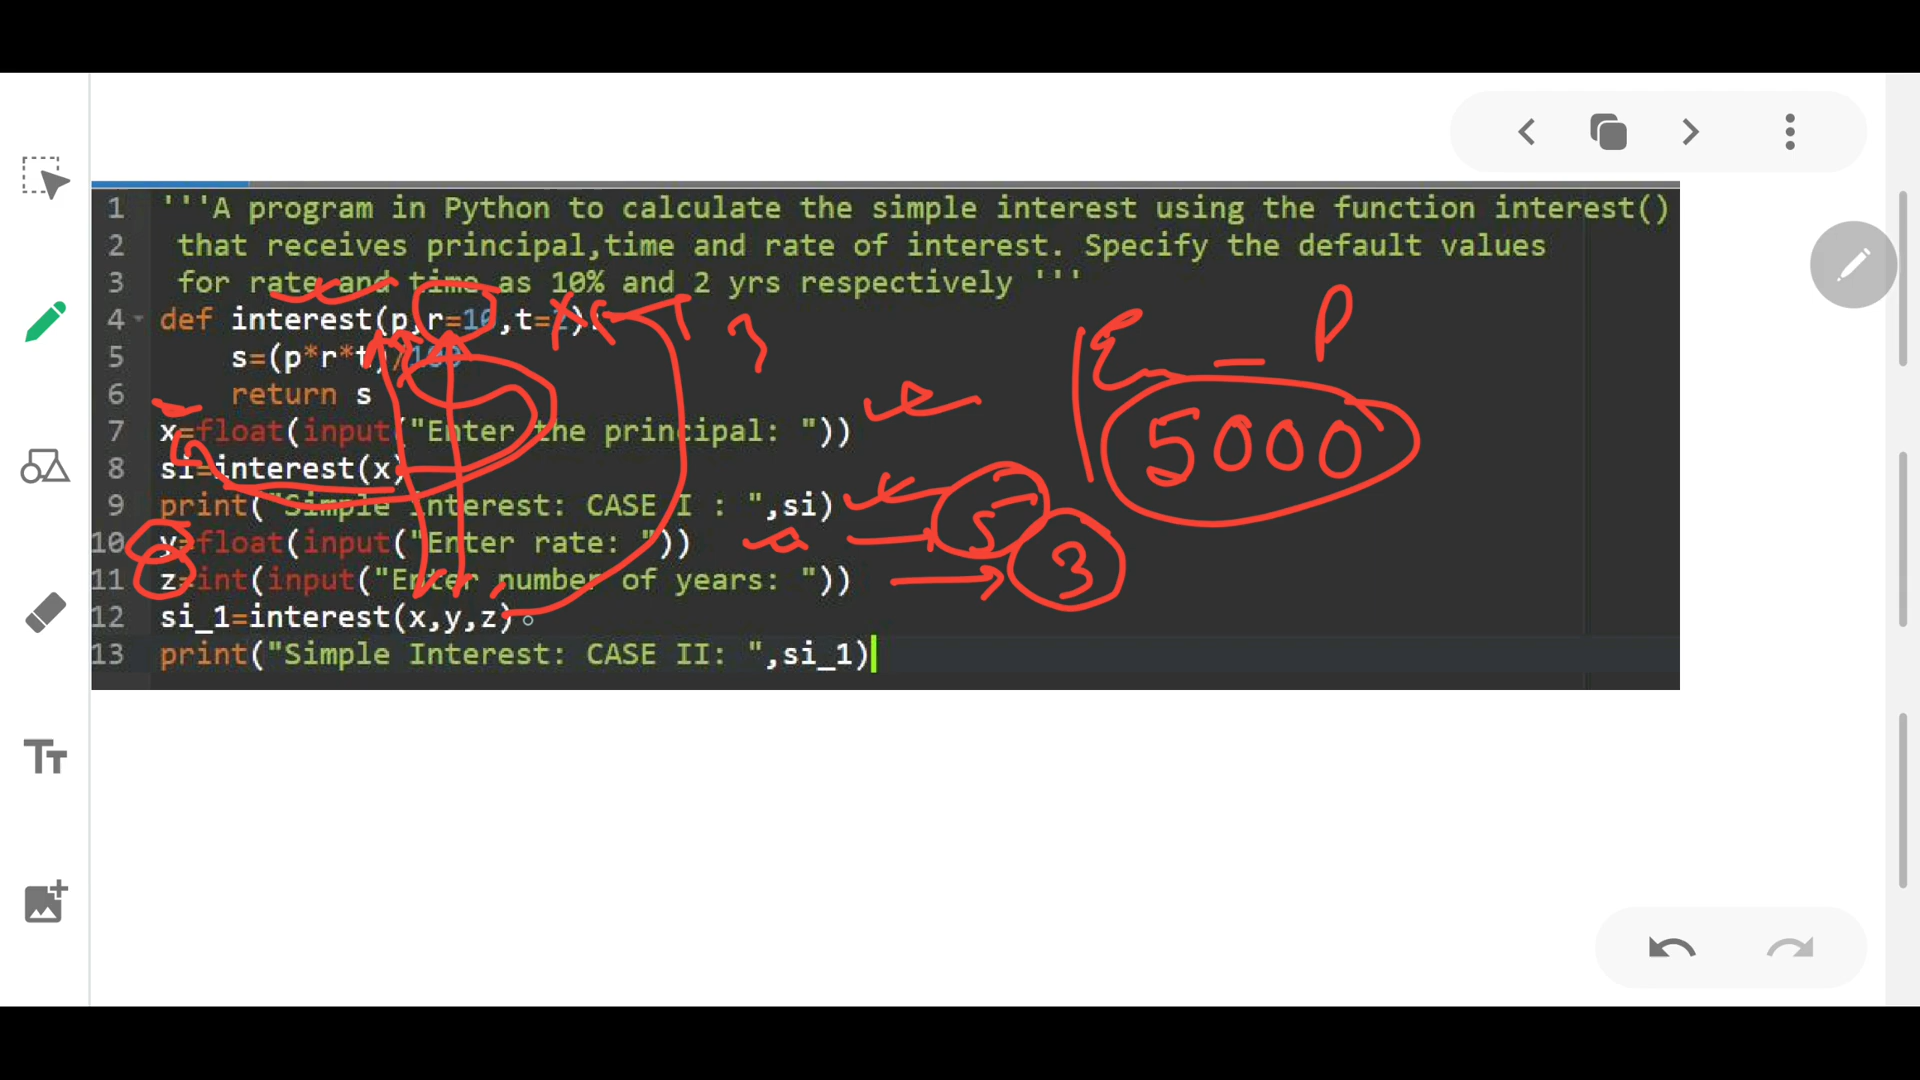 1 '''A program in Python to calculate the simple interest using the function interest()
2 that receives principal,time and rate of interest. Specify the default values
3 for rate and time as 10% and 2 yrs respectively '''
4 def interest(p,r=10,t=2):
5 s=(p*r*t)/100
6 return s
7 x=float(input("Enter the principal: "))
8 si=interest(x)
9 print("Simple Interest: CASE I : ",si)
10 y=float(input("Enter rate: "))
11 z=int(input("Enter number of years: "))
12 si_1=interest(x,y,z)
13 print("Simple Interest: CASE II: ",si_1)
P
5000
5
3
TT